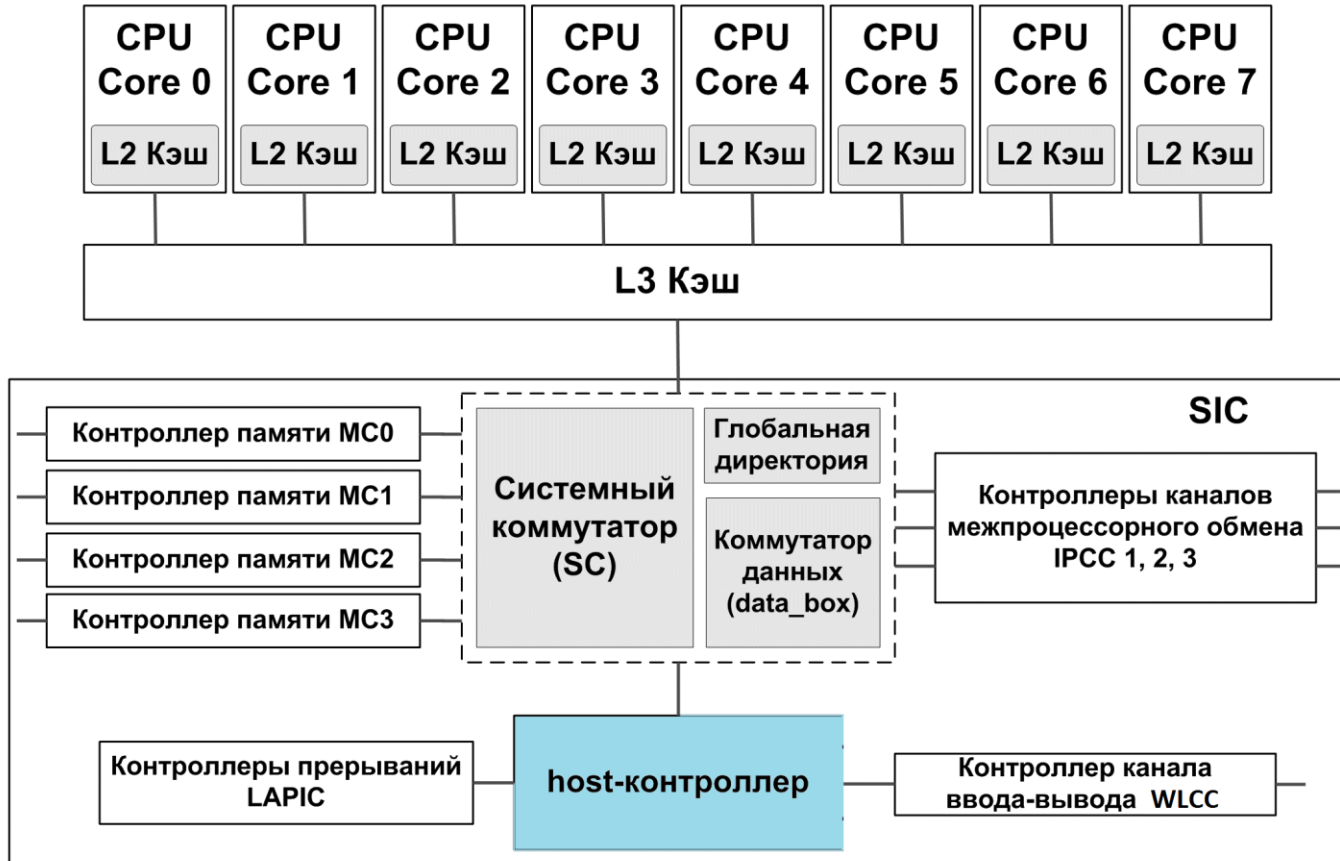 CPU
Core 0
L2 Кэш
CPU
Core 1
L2 Кэш
CPU
Core 2
L2 Кэш
CPU
Core 3
L2 Кэш
CPU
Core 4
L2 Кэш
CPU
Core 5
L2 Кэш
CPU
Core 6
L2 Кэш
CPU
Core 7
L2 Кэш
L3 Кэш
SIC
Контроллер памяти MC0
Контроллер памяти MC1
Контроллер памяти MC2
Контроллер памяти MC3
Системный
коммутатор
(SC)
Глобальная
директория
Коммутатор
данных
(data_box)
Контроллеры каналов
межпроцессорного обмена
IPCC 1, 2, 3
Контроллеры прерываний
LAPIC
host-контроллер
Контроллер канала
ввода-вывода WLCC